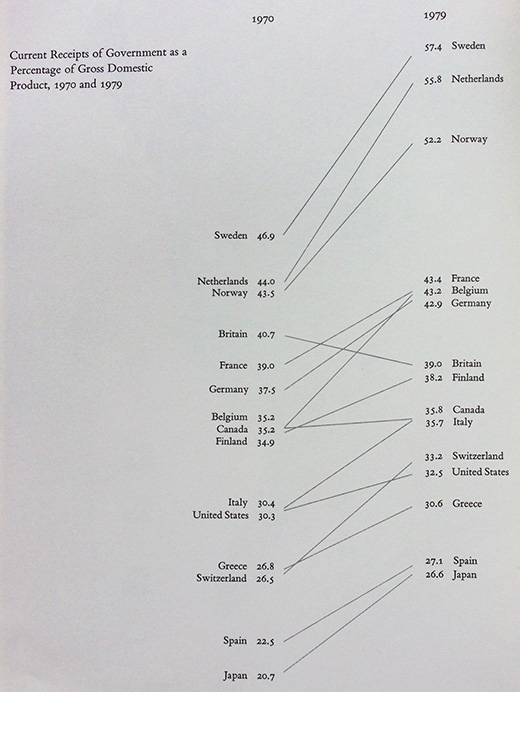 1970
1979
Current Receipts of Government as a
Percentage of Gross Domestic
Product, 1970 and 1979
57.4 Sweden
55.8 Netherlands
52.2 Norway
Sweden 46.9
Netherlands 44.0
Norway 43.5
43.4 France
43.2 Belgium
42.9 Germany
Britain 40.7
France 39.0
39.0 Britain
38.2 Finland
Germany 37.5
35.8 Canada
35.7 Italy
Belgium 35.2
Canada 35.2
Finland 34.9
33.2 Switzerland
32.5 United States
Italy 30.4
United States 30.3
30.6 Greece
27.1 Spain
26.6 Japan
Greece 26.8
Switzerland 26.5
Spain 22.5
Japan 20.7